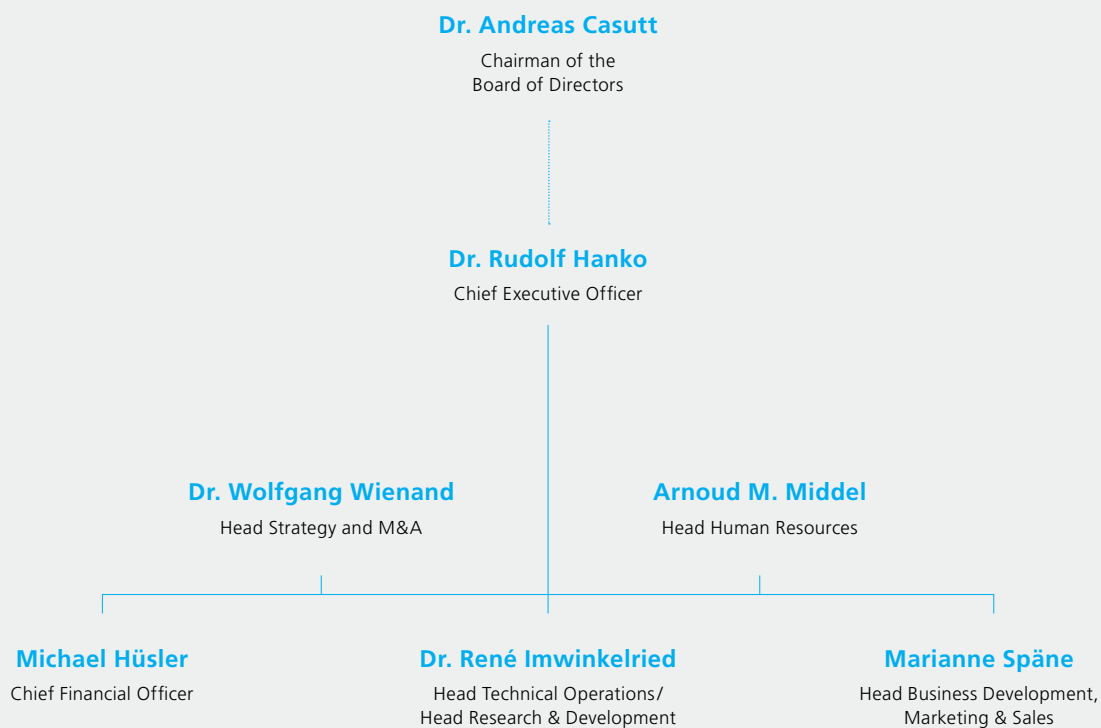 Dr. Andreas Casutt
Chairman of the
Board of Directors
Dr. Rudolf Hanko
Chief Executive Officer
Dr. Wolfgang Wienand
Head Strategy and M&A
Arnoud M. Middel
Head Human Resources
Michael Hüsler
Chief Financial Officer
Dr. René Imwinkelried
Head Technical Operations/
Head Research & Development
Marianne Späne
Head Business Development,
Marketing & Sales